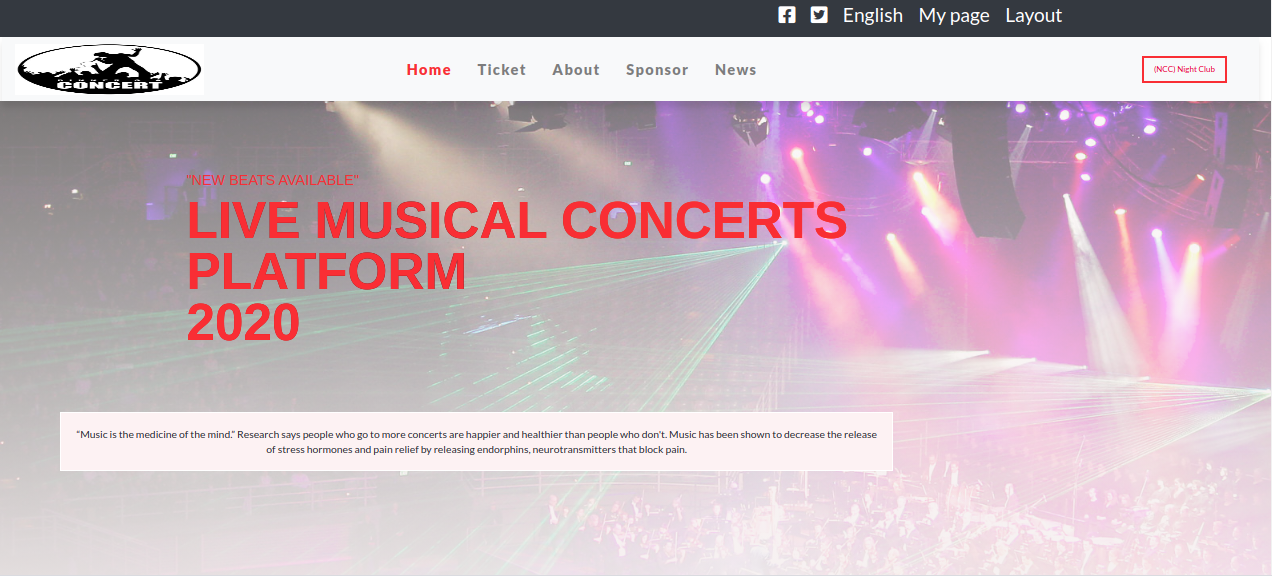 English My page Layout
CONCERT
Home Ticket About Sponsor News
(NCC) Night Club
"NEW BEATS AVAILABLE"
LIVE MUSICAL CONCERTS
PLATFORM
2020
“Music is the medicine of the mind.” Research says people who go to more concerts are happier and healthier than people who don't. Music has been shown to decrease the release
of stress hormones and pain relief by releasing endorphins, neurotransmitters that block pain.